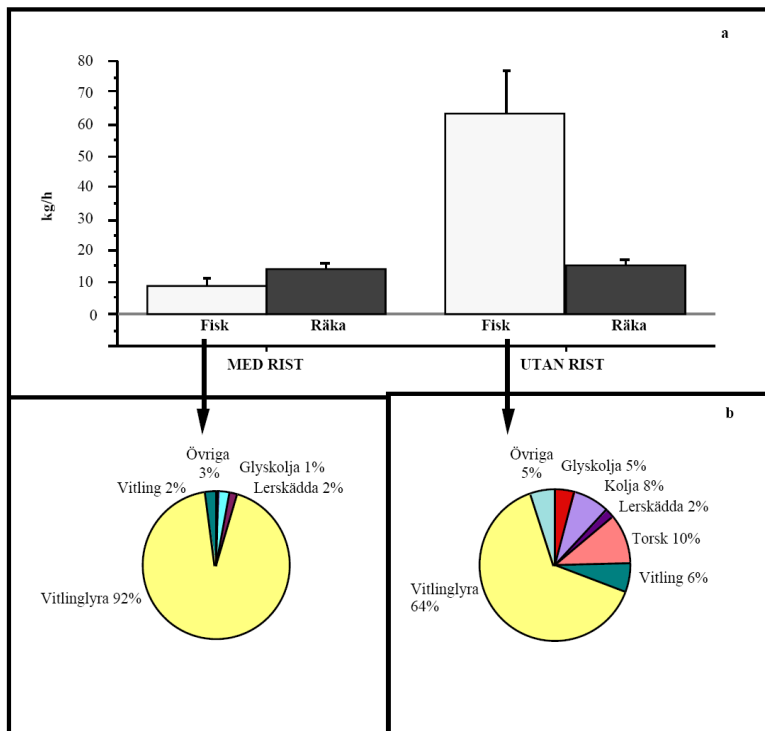 a
80
70
60
50
40
30
20
10
0
kg/h
Fisk Räka Fisk Räka
MED RIST UTAN RIST
Övriga
3%
Glyskolja 1%
Vitling 2%
Lerskädda 2%
Vitlinglyra 92%
b
Övriga
5%
Glyskolja 5%
Kolja 8%
Lerskädda 2%
Torsk 10%
Vitling 6%
Vitlinglyra
64%